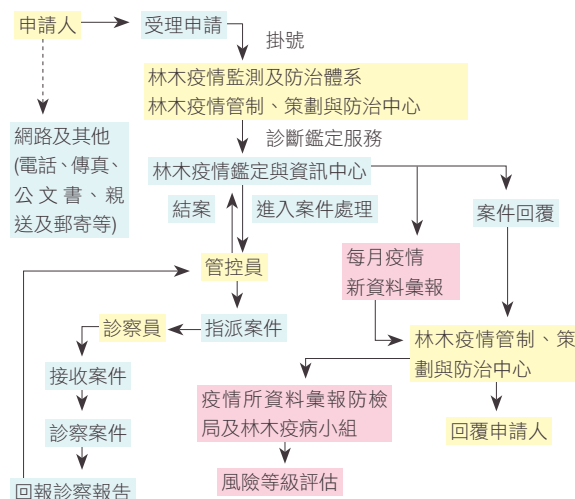 申請人
受理申請
掛號
林木疫情監測及防治體系
林木疫情管制、策劃與防治中心
網路及其他
(電話、傳真、
公文書、親
送及郵寄等)
診斷鑑定服務
林木疫情鑑定與資訊中心
結案
進入案件處理
案件回覆
每月疫情
新資料彙報
管控員
診察員
指派案件
林木疫情管制、策
劃與防治中心
接收案件
疫情所資料彙報防檢
局及林木疫病小組
診察案件
回覆申請人
回報診察報告
風險等級評估